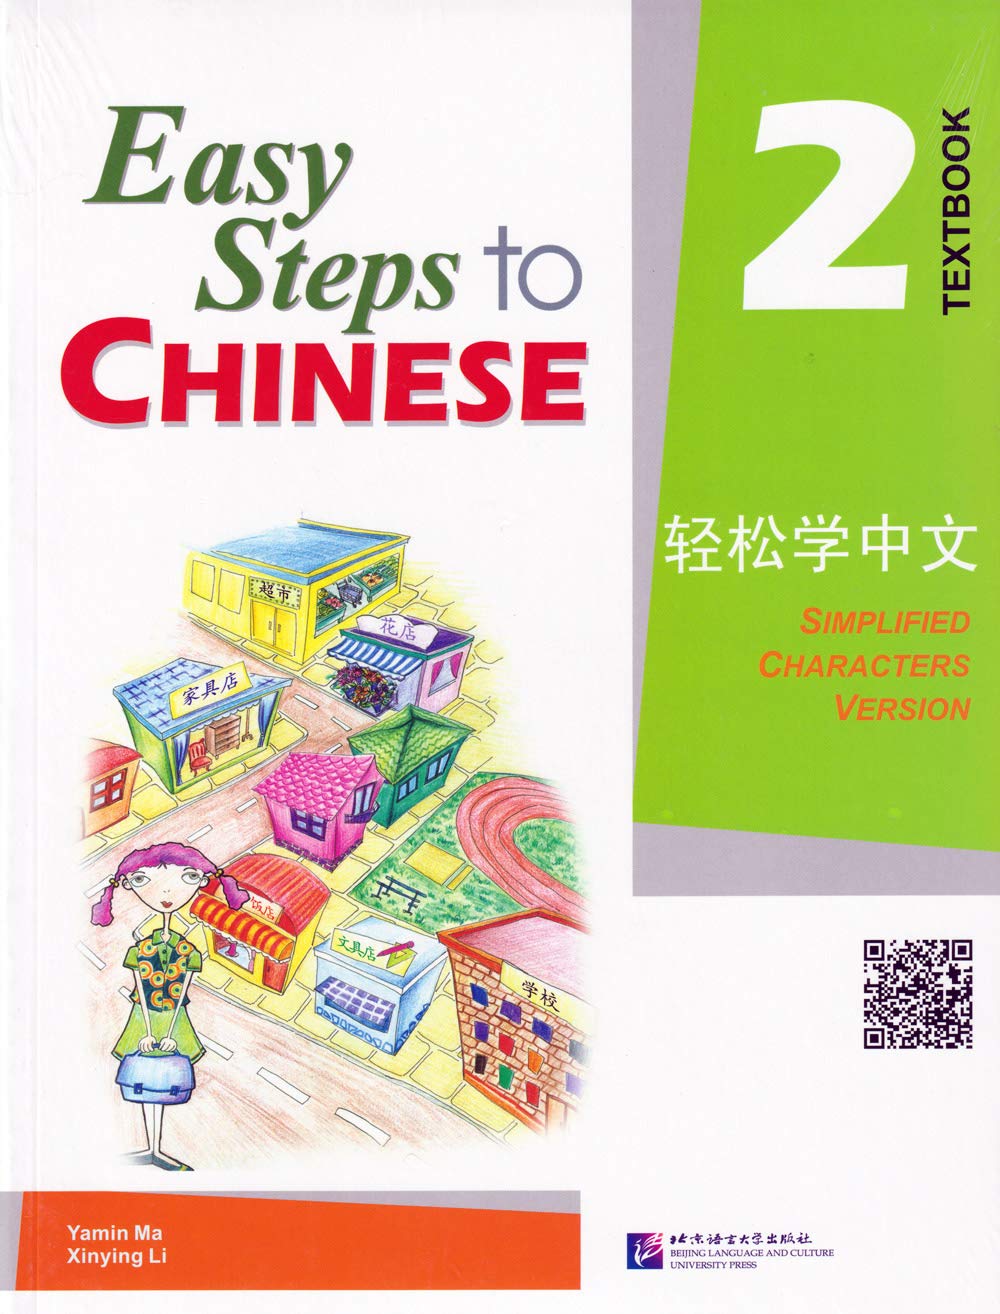 Easy
Steps to
CHINESE
2
TEXTBOOK
轻松学中文
SIMPLIFIED
CHARACTERS
VERSION
超市
花店
家具店
饭店
文具店
学校
Yamin Ma
Xinying Li
北京语言大学出版社
BEIJING LANGUAGE AND CULTURE
UNIVERSITY PRESS